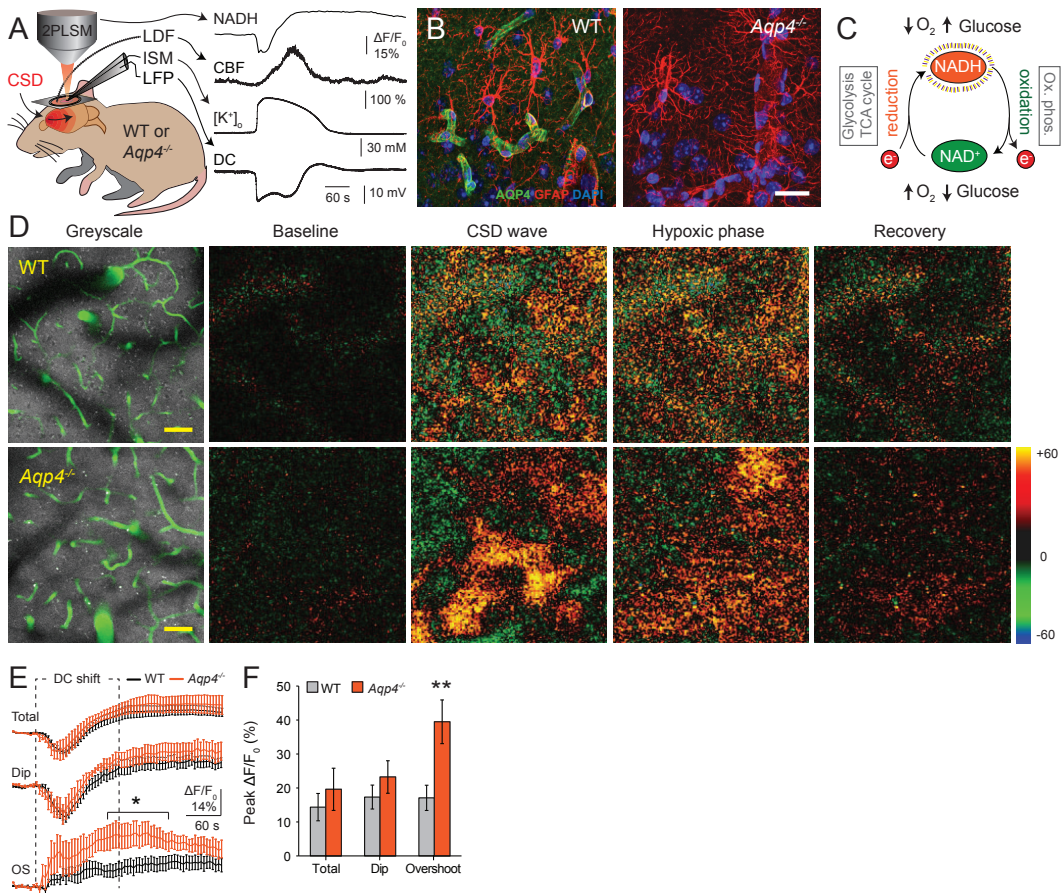 A
2PLSM
LDF
ISM
LFP
CSD
WT or
Aqp4-/-
NADH
ΔF/F0
15%
CBF
100 %
[K+]o
30 mM
DC
60 s
10 mV
B
WT
AQP4 GFAP DAPI
Aqp4-/-
C
↓ O2 ↑ Glucose
NADH
Glycolysis
TCA cycle
reduction
oxidation
Ox. phos.
e-
NAD+
e-
↑ O2 ↓ Glucose
D
Greyscale
Baseline
CSD wave
Hypoxic phase
Recovery
WT
Aqp4-/-
+60
0
-60
E
DC shift
WT
Aqp4-/-
Total
Dip
ΔF/F0
14%
60 s
*
OS
F
WT
Aqp4-/-
**
Peak ΔF/F0 (%)
50
40
30
20
10
0
Total
Dip
Overshoot